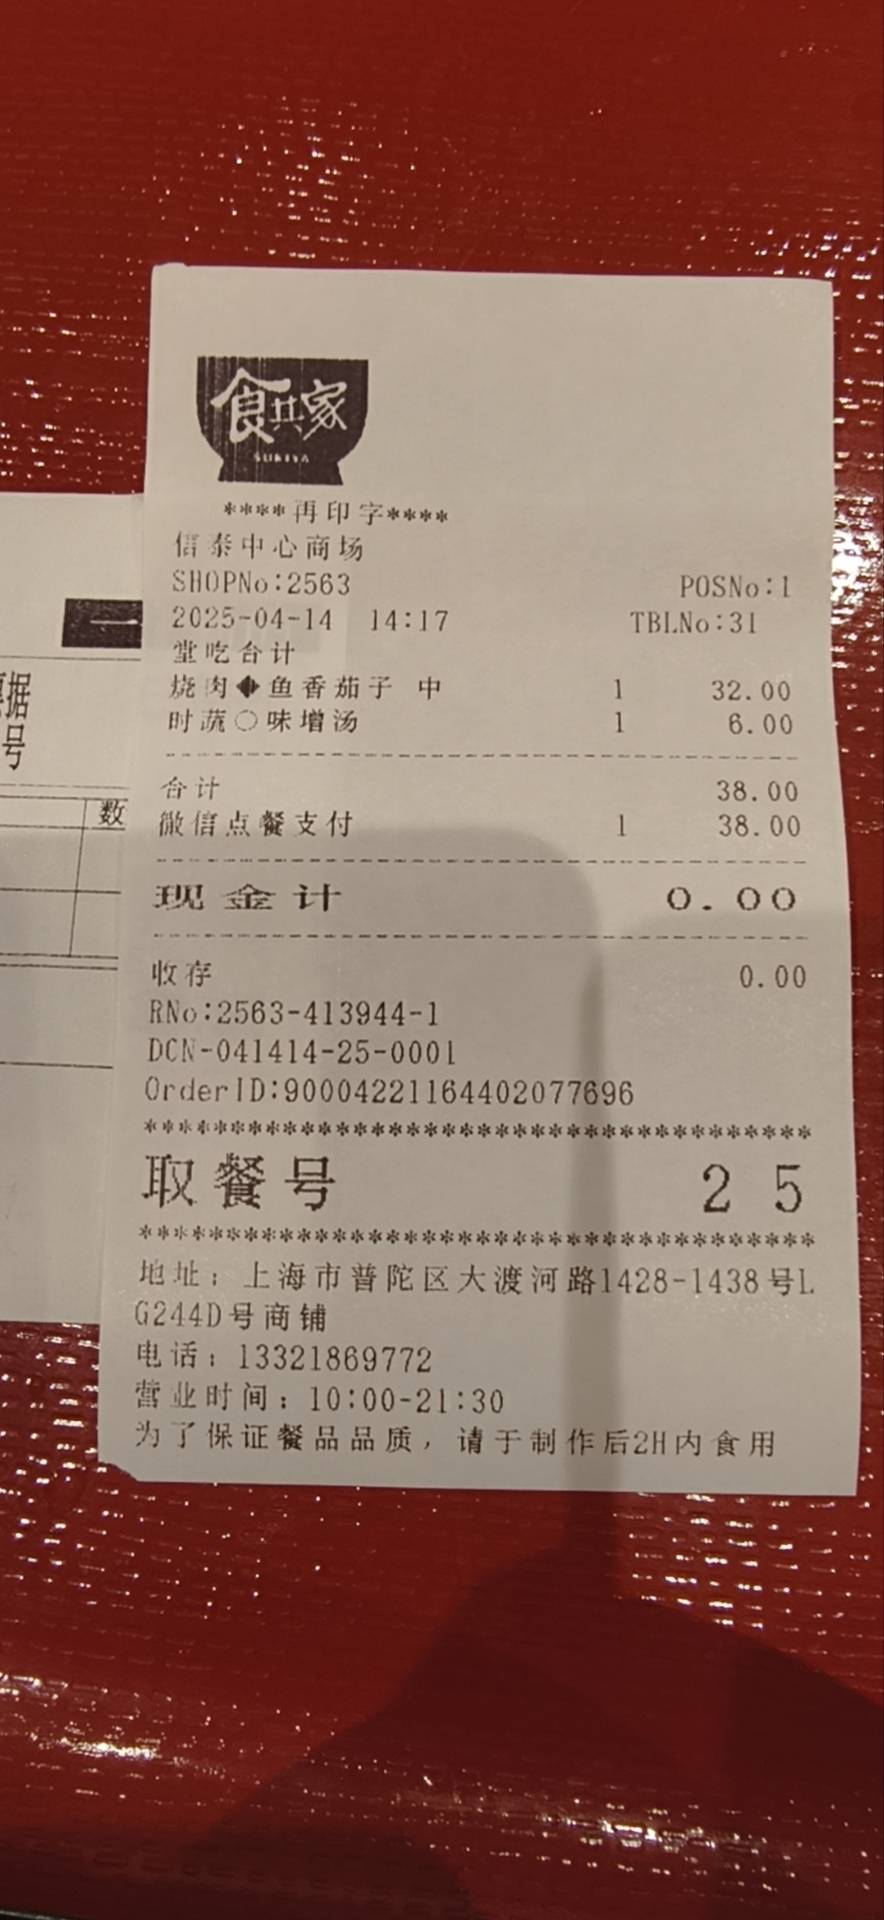 食其家
SUKIYA
****再印字****
信泰中心商场
SHOPNo:2563 POSNo:1
2025-04-14 14:17 TBLNo:31
堂吃合计
烧肉◆鱼香茄子 中 1 32.00
时蔬○味增汤 1 6.00
合计 38.00
微信点餐支付 1 38.00
现金计 0.00
收存 0.00
RNo:2563-413944-1
DCN-041414-25-0001
OrderID:90004221164402077696
**************************************
取餐号 25
**************************************
地址：上海市普陀区大渡河路1428-1438号L
G244D号商铺
电话：13321869772
营业时间：10:00-21:30
为了保证餐品品质，请于制作后2H内食用
一
据
号
数